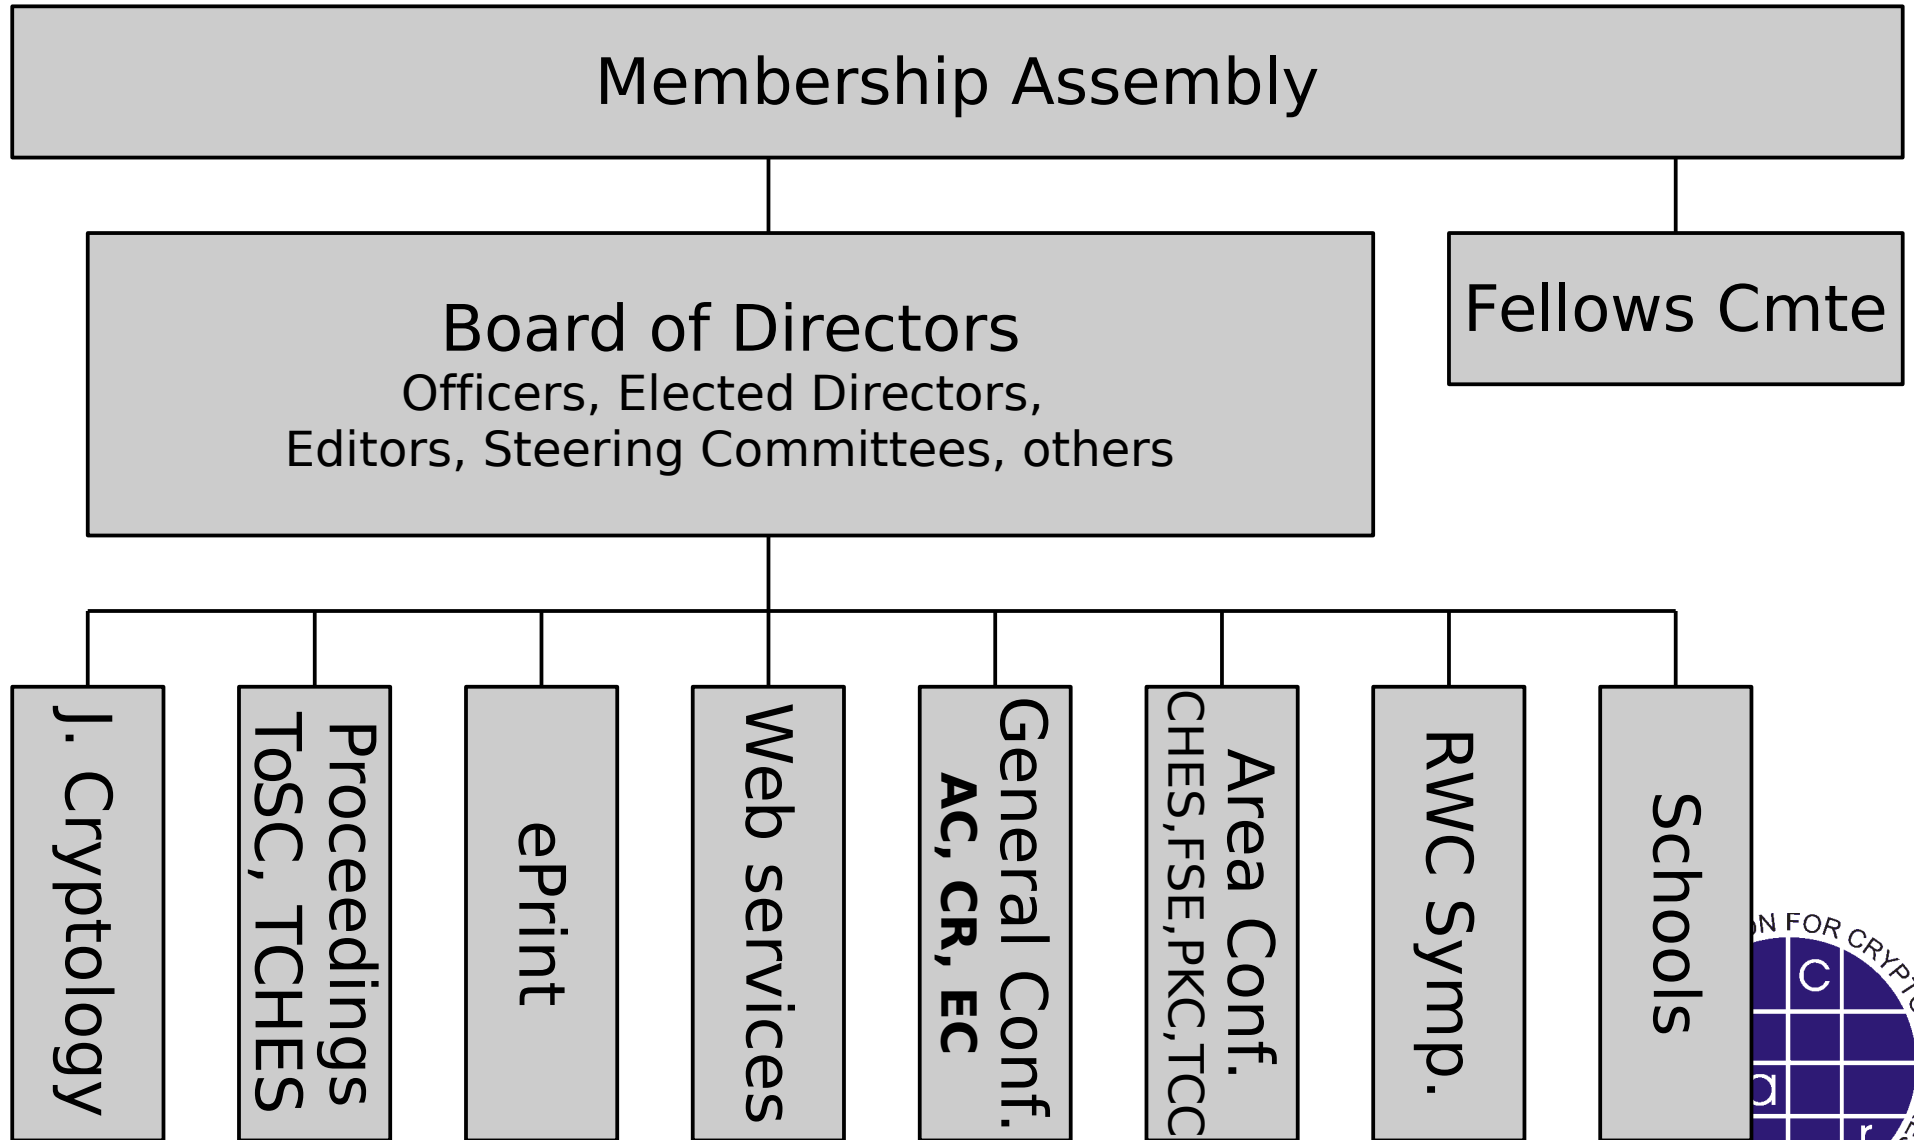 Membership Assembly
Board of Directors
Officers, Elected Directors,
Editors, Steering Committees, others
Fellows Cmte
J. Cryptology
Proceedings
ToSC, TCHES
ePrint
Web services
General Conf.
AC, CR, EC
Area Conf.
CHES,FSE,PKC,TCC
RWC Symp.
Schools
FOR
C
a
r